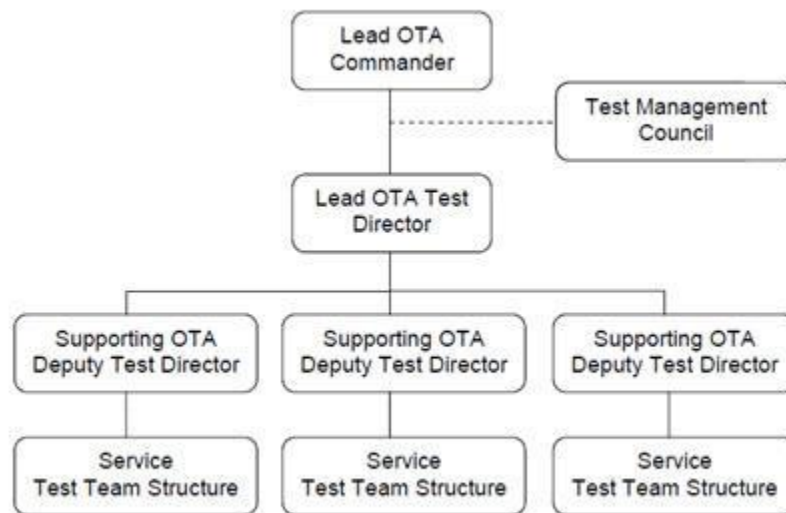 Lead OTA
Commander
Test Management
Council
Lead OTA Test
Director
Supporting OTA
Deputy Test Director
Supporting OTA
Deputy Test Director
Supporting OTA
Deputy Test Director
Service
Test Team Structure
Service
Test Team Structure
Service
Test Team Structure